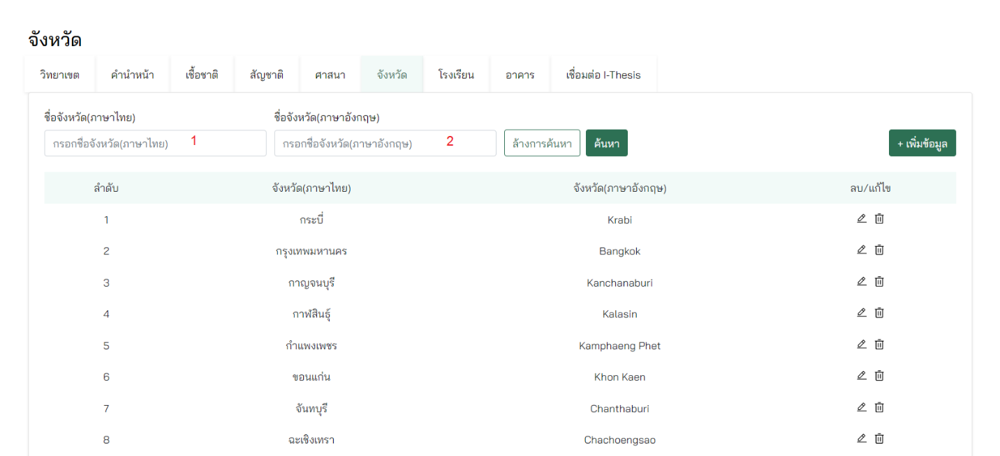 จังหวัด
วิทยาเขต คำนำหน้า เชื้อชาติ สัญชาติ ศาสนา จังหวัด โรงเรียน อาคาร เชื่อมต่อ I-Thesis
ชื่อจังหวัด(ภาษาไทย) ชื่อจังหวัด(ภาษาอังกฤษ)
กรอกชื่อจังหวัด(ภาษาไทย) 1 กรอกชื่อจังหวัด(ภาษาอังกฤษ) 2 ล้างการค้นหา ค้นหา + เพิ่มข้อมูล
ลำดับ จังหวัด(ภาษาไทย) จังหวัด(ภาษาอังกฤษ) ลบ/แก้ไข
1 กระบี่ Krabi
2 กรุงเทพมหานคร Bangkok
3 กาญจนบุรี Kanchanaburi
4 กาฬสินธุ์ Kalasin
5 กำแพงเพชร Kamphaeng Phet
6 ขอนแก่น Khon Kaen
7 จันทบุรี Chanthaburi
8 ฉะเชิงเทรา Chachoengsao